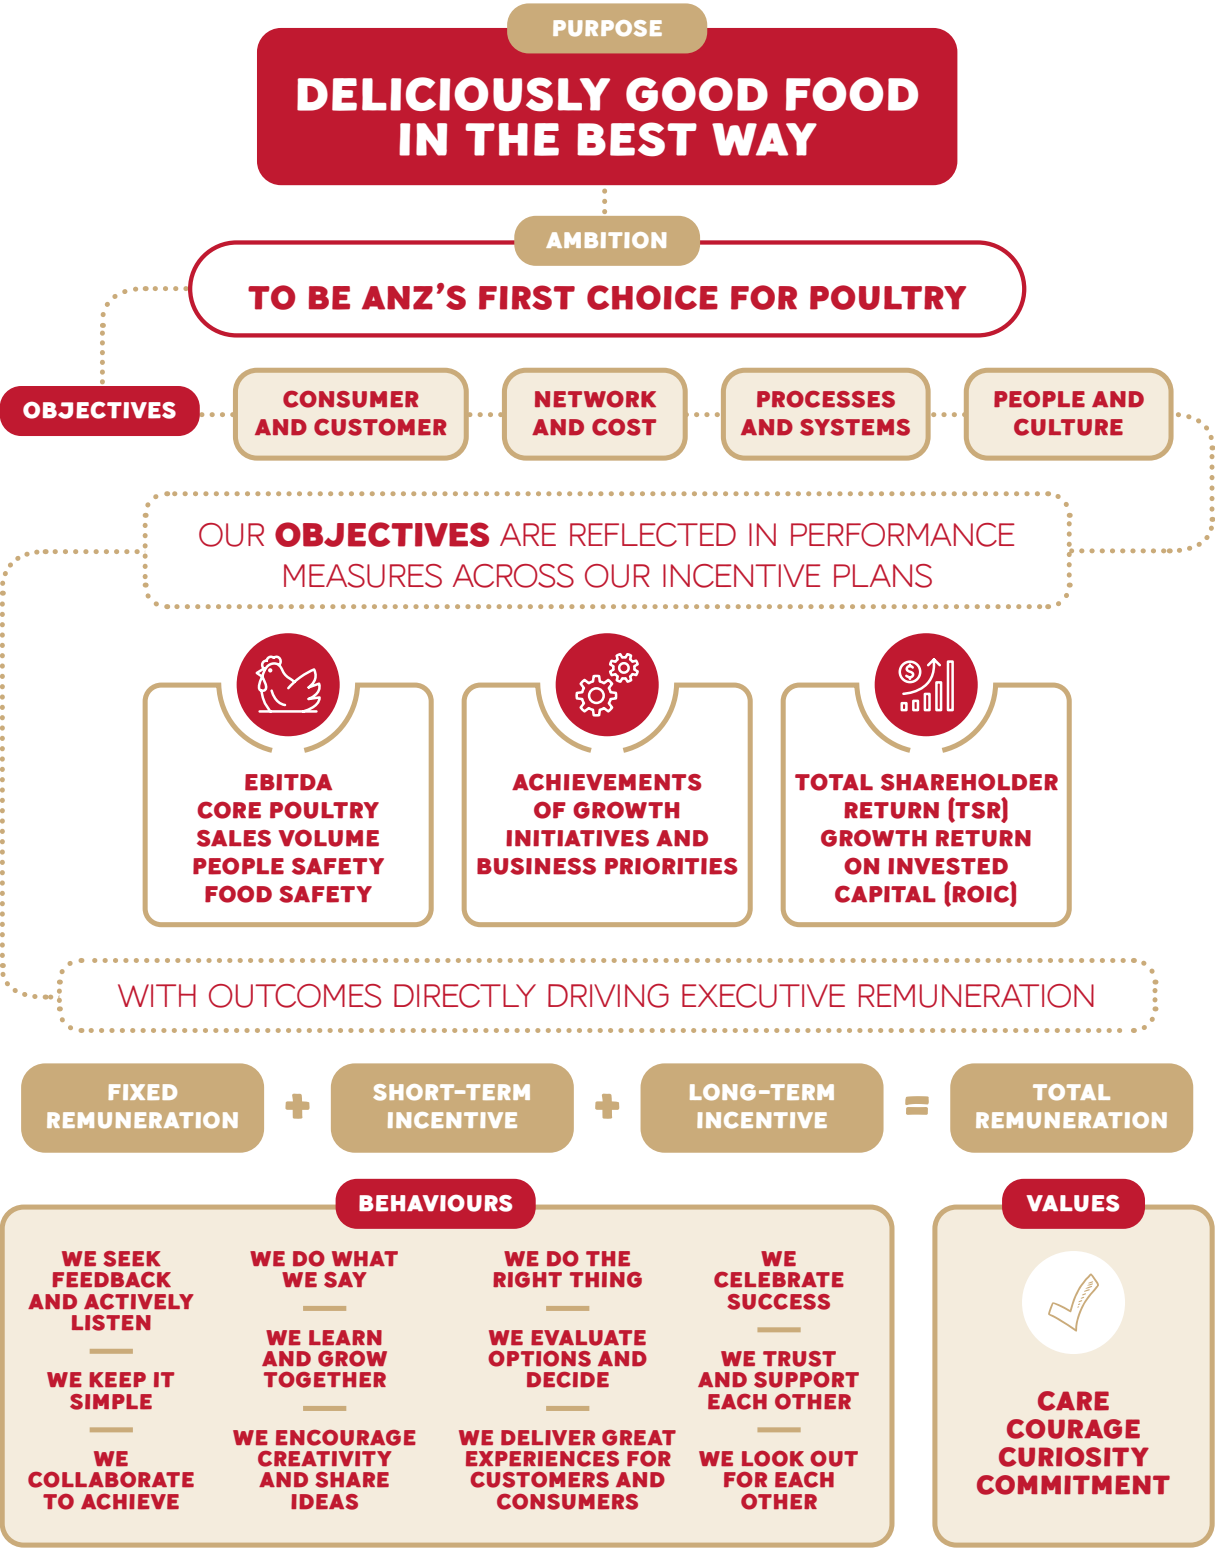 PURPOSE
DELICIOUSLY GOOD FOOD
IN THE BEST WAY
AMBITION
TO BE ANZ'S FIRST CHOICE FOR POULTRY
OBJECTIVES
CONSUMER
AND CUSTOMER
NETWORK
AND COST
PROCESSES
AND SYSTEMS
PEOPLE AND
CULTURE
OUR OBJECTIVES ARE REFLECTED IN PERFORMANCE
MEASURES ACROSS OUR INCENTIVE PLANS
EBITDA
CORE POULTRY
SALES VOLUME
PEOPLE SAFETY
FOOD SAFETY
ACHIEVEMENTS
OF GROWTH
INITIATIVES AND
BUSINESS PRIORITIES
$
TOTAL SHAREHOLDER
RETURN (TSR)
GROWTH RETURN
ON INVESTED
CAPITAL (ROIC)
WITH OUTCOMES DIRECTLY DRIVING EXECUTIVE REMUNERATION
FIXED
REMUNERATION
+
SHORT-TERM
INCENTIVE
+
LONG-TERM
INCENTIVE
=
TOTAL
REMUNERATION
BEHAVIOURS
WE SEEK
FEEDBACK
AND ACTIVELY
LISTEN
WE KEEP IT
SIMPLE
WE
COLLABORATE
TO ACHIEVE
WE DO WHAT
WE SAY
WE LEARN
AND GROW
TOGETHER
WE ENCOURAGE
CREATIVITY
AND SHARE
IDEAS
WE DO THE
RIGHT THING
WE EVALUATE
OPTIONS AND
DECIDE
WE DELIVER GREAT
EXPERIENCES FOR
CUSTOMERS AND
CONSUMERS
WE
CELEBRATE
SUCCESS
WE TRUST
AND SUPPORT
EACH OTHER
WE LOOK OUT
FOR EACH
OTHER
VALUES
CARE
COURAGE
CURIOSITY
COMMITMENT